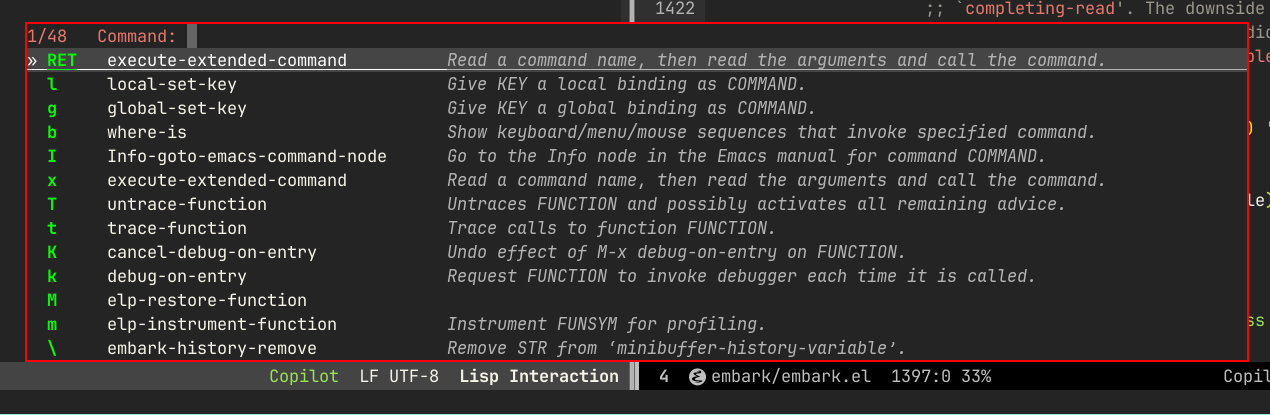 1422 ;; `completing-read'. The downside
1/48 Command:
» RET execute-extended-command Read a command name, then read the arguments and call the command.
l local-set-key Give KEY a local binding as COMMAND.
g global-set-key Give KEY a global binding as COMMAND.
b where-is Show keyboard/menu/mouse sequences that invoke specified command.
I Info-goto-emacs-command-node Go to the Info node in the Emacs manual for command COMMAND.
x execute-extended-command Read a command name, then read the arguments and call the command.
T untrace-function Untraces FUNCTION and possibly activates all remaining advice.
t trace-function Trace calls to function FUNCTION.
K cancel-debug-on-entry Undo effect of M-x debug-on-entry on FUNCTION.
k debug-on-entry Request FUNCTION to invoke debugger each time it is called.
M elp-restore-function
m elp-instrument-function Instrument FUNSYM for profiling.
\ embark-history-remove Remove STR from ‘minibuffer-history-variable’.
Copilot LF UTF-8 Lisp Interaction 4 embark/embark.el 1397:0 33% Copil